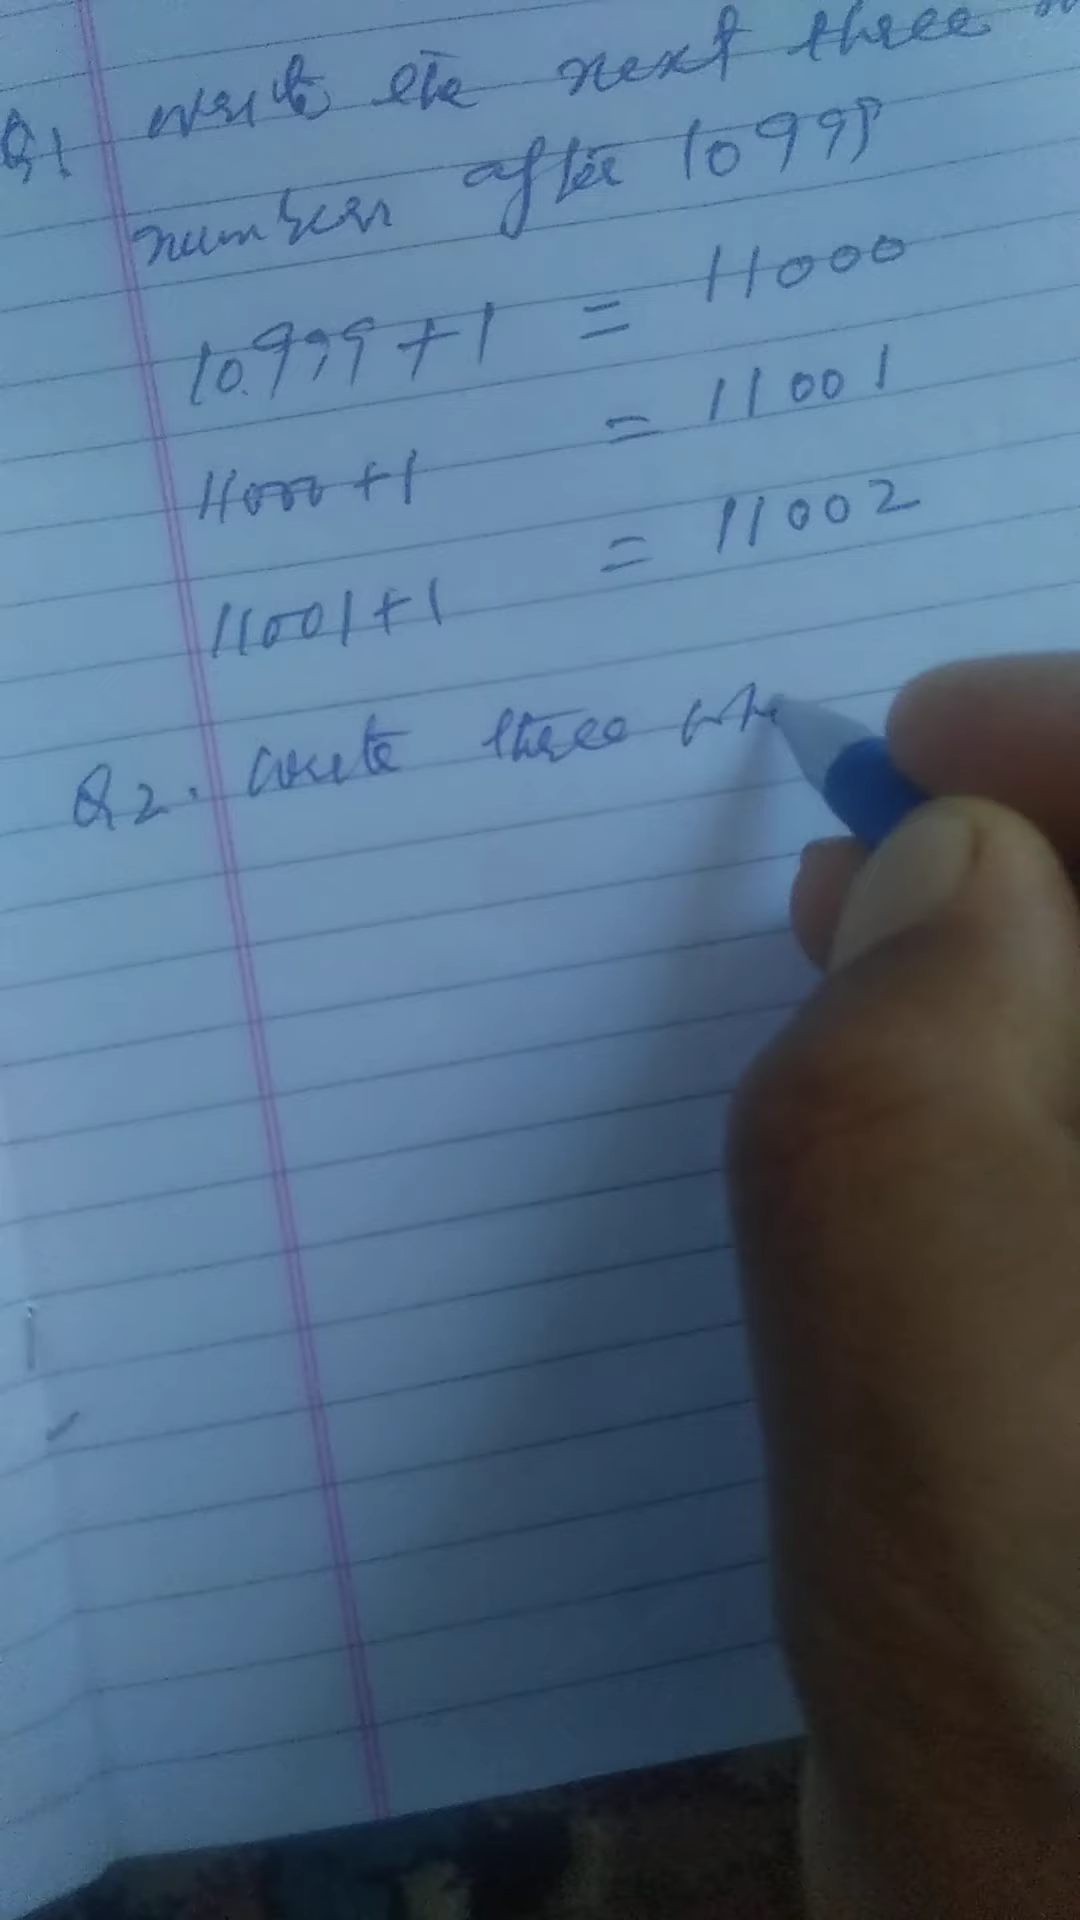 Q1 write the next three
number after 10999
10999 + 1 = 11000
11000 + 1 = 11001
11001 + 1 = 11002
Q2. write three wh